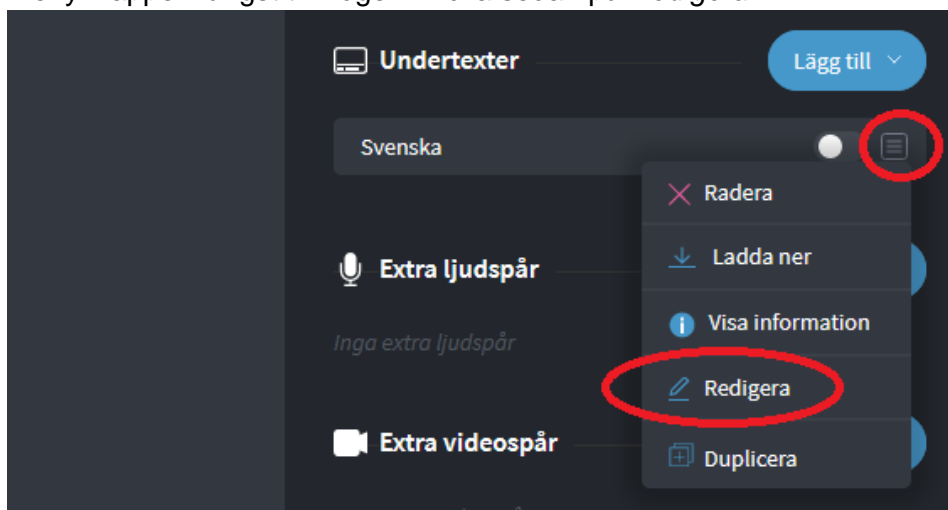 Undertexter
Lägg till
Svenska
Radera
Ladda ner
Extra ljudspår
Visa information
Inga extra ljudspår
Redigera
Extra videospår
Duplicera